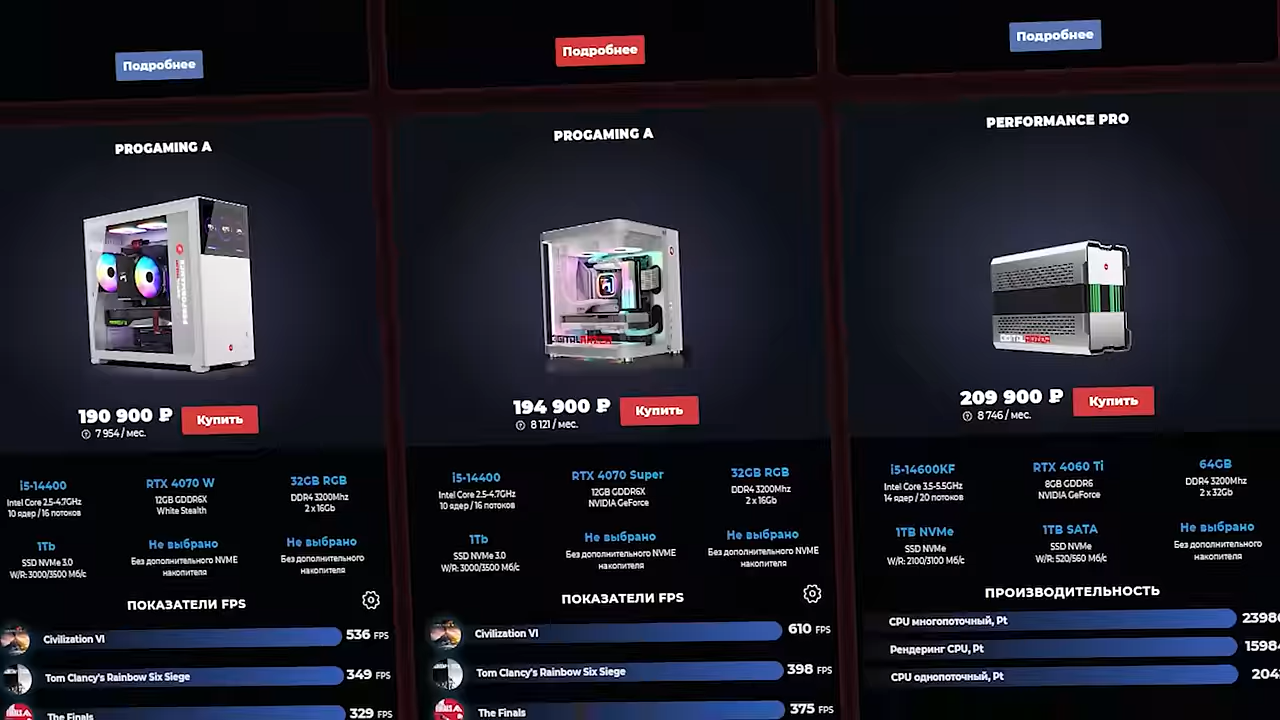 Подробнее
Подробнее
Подробнее
PROGAMING A
190 900 ₽
7 954 / мес.
Купить
i5-14400
Intel Core 2.5-4.7GHz
10 ядер / 16 потоков
RTX 4070 W
12GB GDDR6X
White Stealth
32GB RGB
DDR4 3200Mhz
2 x 16Gb
1Tb
SSD NVMe 3.0
W/R: 3000/3500 Мб/с
Не выбрано
Без дополнительного NVME
накопителя
Не выбрано
Без дополнительного
накопителя
ПОКАЗАТЕЛИ FPS
Civilization VI 536 FPS
Tom Clancy's Rainbow Six Siege 349 FPS
The Finals 329 FPS
PROGAMING A
DIGITAL
194 900 ₽
8 121 / мес.
Купить
i5-14400
Intel Core 2.5-4.7GHz
10 ядер / 16 потоков
RTX 4070 Super
12GB GDDR6X
NVIDIA GeForce
32GB RGB
DDR4 3200Mhz
2 x 16Gb
1Tb
SSD NVMe 3.0
W/R: 3000/3500 Мб/с
Не выбрано
Без дополнительного NVME
накопителя
Не выбрано
Без дополнительного NVME
накопителя
ПОКАЗАТЕЛИ FPS
Civilization VI 610 FPS
Tom Clancy's Rainbow Six Siege 398 FPS
The Finals 375 FPS
PERFORMANCE PRO
DIGITAL
209 900 ₽
8 746 / мес.
Купить
i5-14600KF
Intel Core 3.5-5.5GHz
14 ядер / 20 потоков
RTX 4060 Ti
8GB GDDR6
NVIDIA GeForce
64GB
DDR4 3200Mhz
2 x 32Gb
1TB NVMe
SSD NVMe
W/R: 2100/3100 Мб/с
1TB SATA
SSD NVMe
W/R: 520/560 Мб/с
Не выбрано
Без дополнительного
накопителя
ПРОИЗВОДИТЕЛЬНОСТЬ
CPU многопоточный, Pt
Рендеринг CPU, Pt
CPU однопоточный, Pt